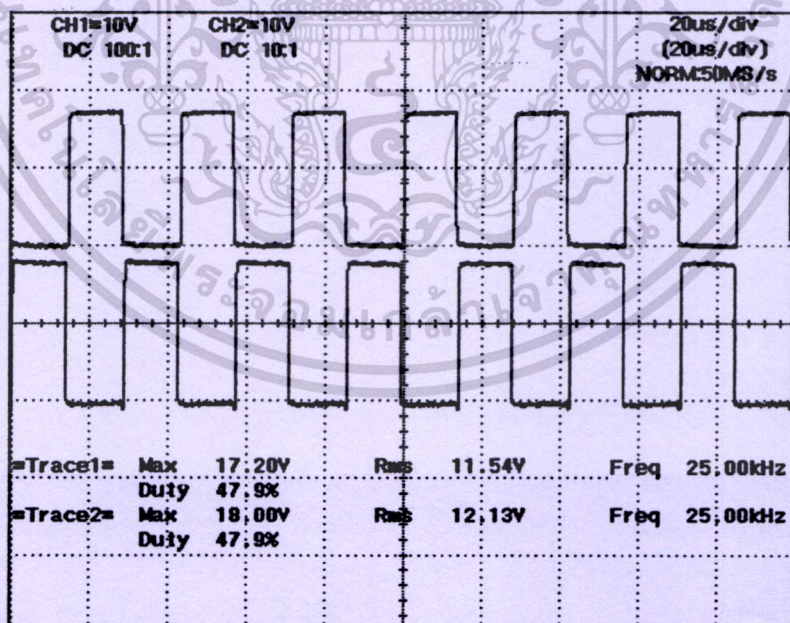 CH1=10V CH2=10V 20us/div
DC 100:1 DC 10:1 (20us/div)
NORM:50MS/s
=Trace1= Max 17.20V Rms 11.54V Freq 25.00kHz
Duty 47.9%
=Trace2= Max 18.00V Rms 12.13V Freq 25.00kHz
Duty 47.9%